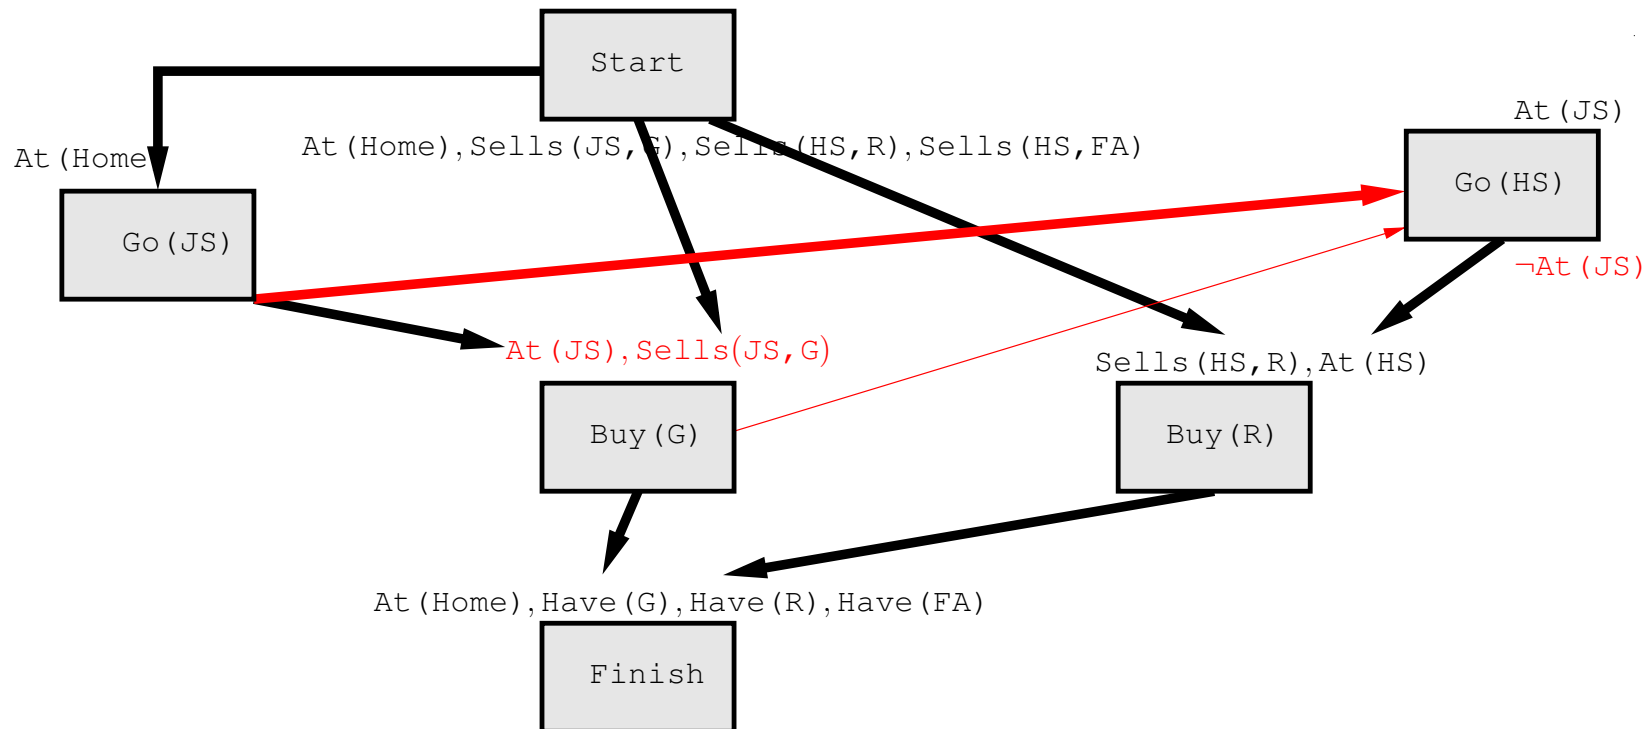 Start
At(JS)
At(Home),Sells(JS,G),Sells(HS,R),Sells(HS,FA)
At(Home
Go(HS)
Go(JS)
¬At(JS)
At(JS),Sells(JS,G)
Sells(HS,R),At(HS)
Buy(G)
Buy(R)
At(Home),Have(G),Have(R),Have(FA)
Finish